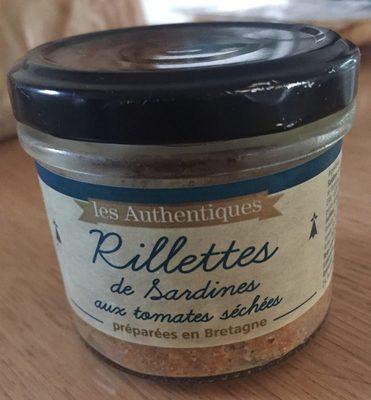 les Authentiques
Rillettes
de Sardines
aux tomates séchées
préparées en Bretagne